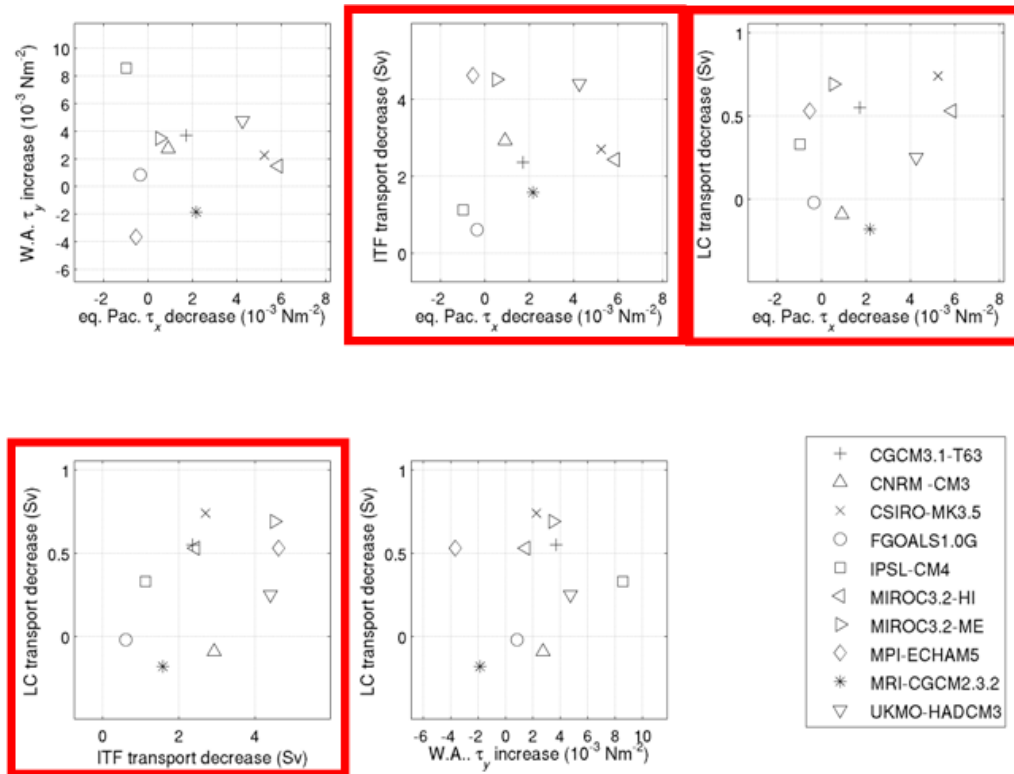 W.A. τy increase (10-3 Nm-2)
10
8
6
4
2
0
-2
-4
-6
-2 0 2 4 6 8
eq. Pac. τx decrease (10-3 Nm-2)
ITF transport decrease (Sv)
4
2
0
-2 0 2 4 6 8
eq. Pac. τx decrease (10-3 Nm-2)
LC transport decrease (Sv)
1
0.5
0
-2 0 2 4 6 8
eq. Pac. τx decrease (10-3 Nm-2)
LC transport decrease (Sv)
1
0.5
0
0 2 4
ITF transport decrease (Sv)
LC transport decrease (Sv)
1
0.5
0
-6 -4 -2 0 2 4 6 8 10
W.A.. τy increase (10-3 Nm-2)
CGCM3.1-T63
CNRM -CM3
CSIRO-MK3.5
FGOALS1.0G
IPSL-CM4
MIROC3.2-HI
MIROC3.2-ME
MPI-ECHAM5
MRI-CGCM2.3.2
UKMO-HADCM3